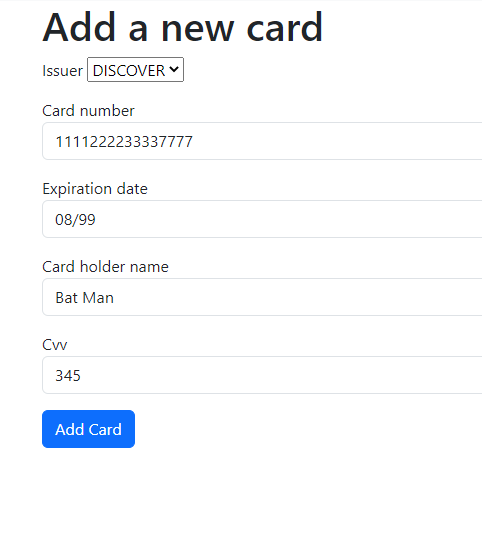 Add a new card
Issuer DISCOVER
Card number
1111222233337777
Expiration date
08/99
Card holder name
Bat Man
Cvv
345
Add Card